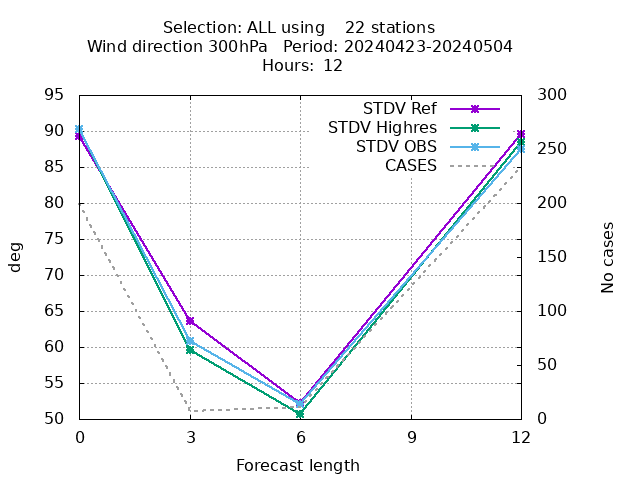 Selection: ALL using    22 stations
Wind direction 300hPa   Period: 20240423-20240504
Hours:  12
95
90
85
80
75
70
65
60
55
50
deg
STDV Ref
STDV Highres
STDV OBS
CASES
300
250
200
150
100
50
0
No cases
0 3 6 9 12
Forecast length